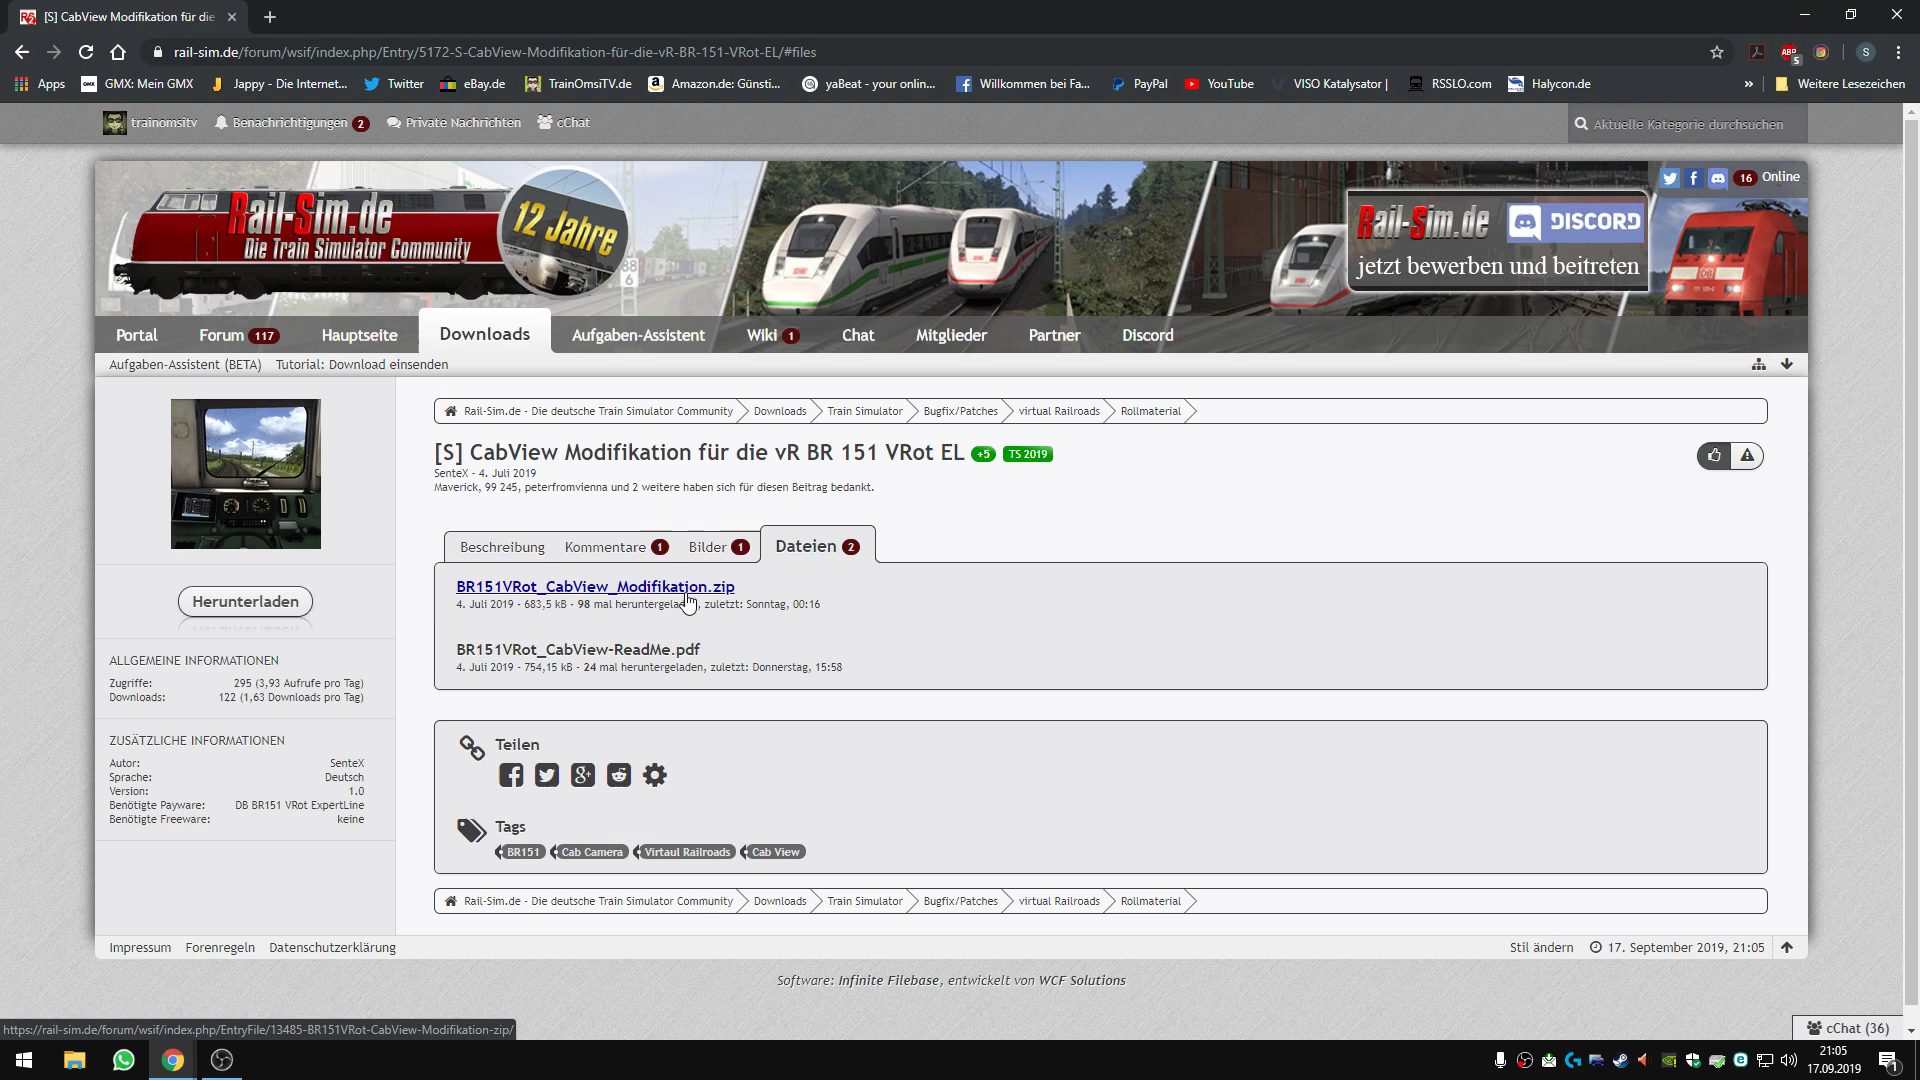 [S] CabView Modifikation für die
rail-sim.de/forum/wsif/index.php/Entry/5172-S-CabView-Modifikation-für-die-vR-BR-151-VRot-EL/#files
ABP 5 S
Apps GMX: Mein GMX Jappy - Die Internet... Twitter eBay.de TrainOmsiTV.de Amazon.de: Günsti... yaBeat - your onlin... Willkommen bei Fa... PayPal YouTube VISO Katalysator | RSSLO.com Halycon.de » Weitere Lesezeichen
trainomsitv Benachrichtigungen 2 Private Nachrichten cChat Aktuelle Kategorie durchsuchen
16 Online
Rail-Sim.de
Die Train Simulator Community
12 Jahre
Rail-Sim.de DISCORD
jetzt bewerben und beitreten
Portal Forum 117 Hauptseite Downloads Aufgaben-Assistent Wiki 1 Chat Mitglieder Partner Discord
Aufgaben-Assistent (BETA) Tutorial: Download einsenden
Rail-Sim.de - Die deutsche Train Simulator Community Downloads Train Simulator Bugfix/Patches virtual Railroads Rollmaterial
[S] CabView Modifikation für die vR BR 151 VRot EL +5 TS 2019
SenteX - 4. Juli 2019
Maverick, 99 245, peterfromvienna und 2 weitere haben sich für diesen Beitrag bedankt.
Beschreibung Kommentare 1 Bilder 1 Dateien 2
BR151VRot_CabView_Modifikation.zip
4. Juli 2019 - 683,5 kB - 98 mal heruntergeladen, zuletzt: Sonntag, 00:16
BR151VRot_CabView-ReadMe.pdf
4. Juli 2019 - 754,15 kB - 24 mal heruntergeladen, zuletzt: Donnerstag, 15:58
Herunterladen
ALLGEMEINE INFORMATIONEN
Zugriffe: 295 (3,93 Aufrufe pro Tag)
Downloads: 122 (1,63 Downloads pro Tag)
ZUSÄTZLICHE INFORMATIONEN
Autor: SenteX
Sprache: Deutsch
Version: 1.0
Benötigte Payware: DB BR151 VRot ExpertLine
Benötigte Freeware: keine
Teilen
Tags
BR151 Cab Camera Virtaul Railroads Cab View
Rail-Sim.de - Die deutsche Train Simulator Community Downloads Train Simulator Bugfix/Patches virtual Railroads Rollmaterial
Impressum Forenregeln Datenschutzerklärung Stil ändern 17. September 2019, 21:05
Software: Infinite Filebase, entwickelt von WCF Solutions
https://rail-sim.de/forum/wsif/index.php/EntryFile/13485-BR151VRot-CabView-Modifikation-zip/
cChat (36)
21:05
17.09.2019
1